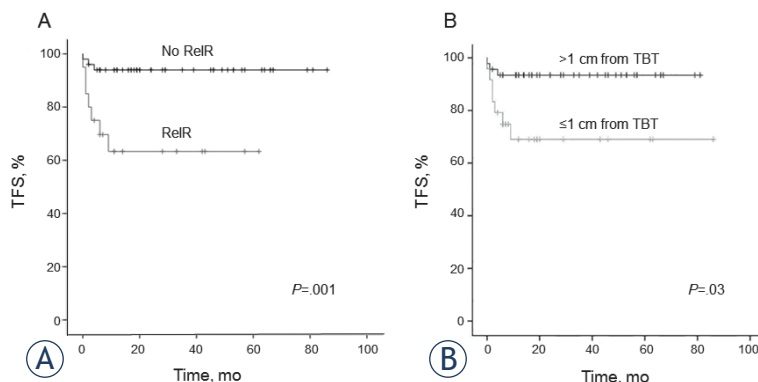 A
No RelR
RelR
TFS, %
100
80
60
40
20
0
P=.001
0
20
40
60
80
100
Time, mo
A
B
>1 cm from TBT
≤1 cm from TBT
TFS, %
100
80
60
40
20
0
P=.03
0
20
40
60
80
100
Time, mo
B